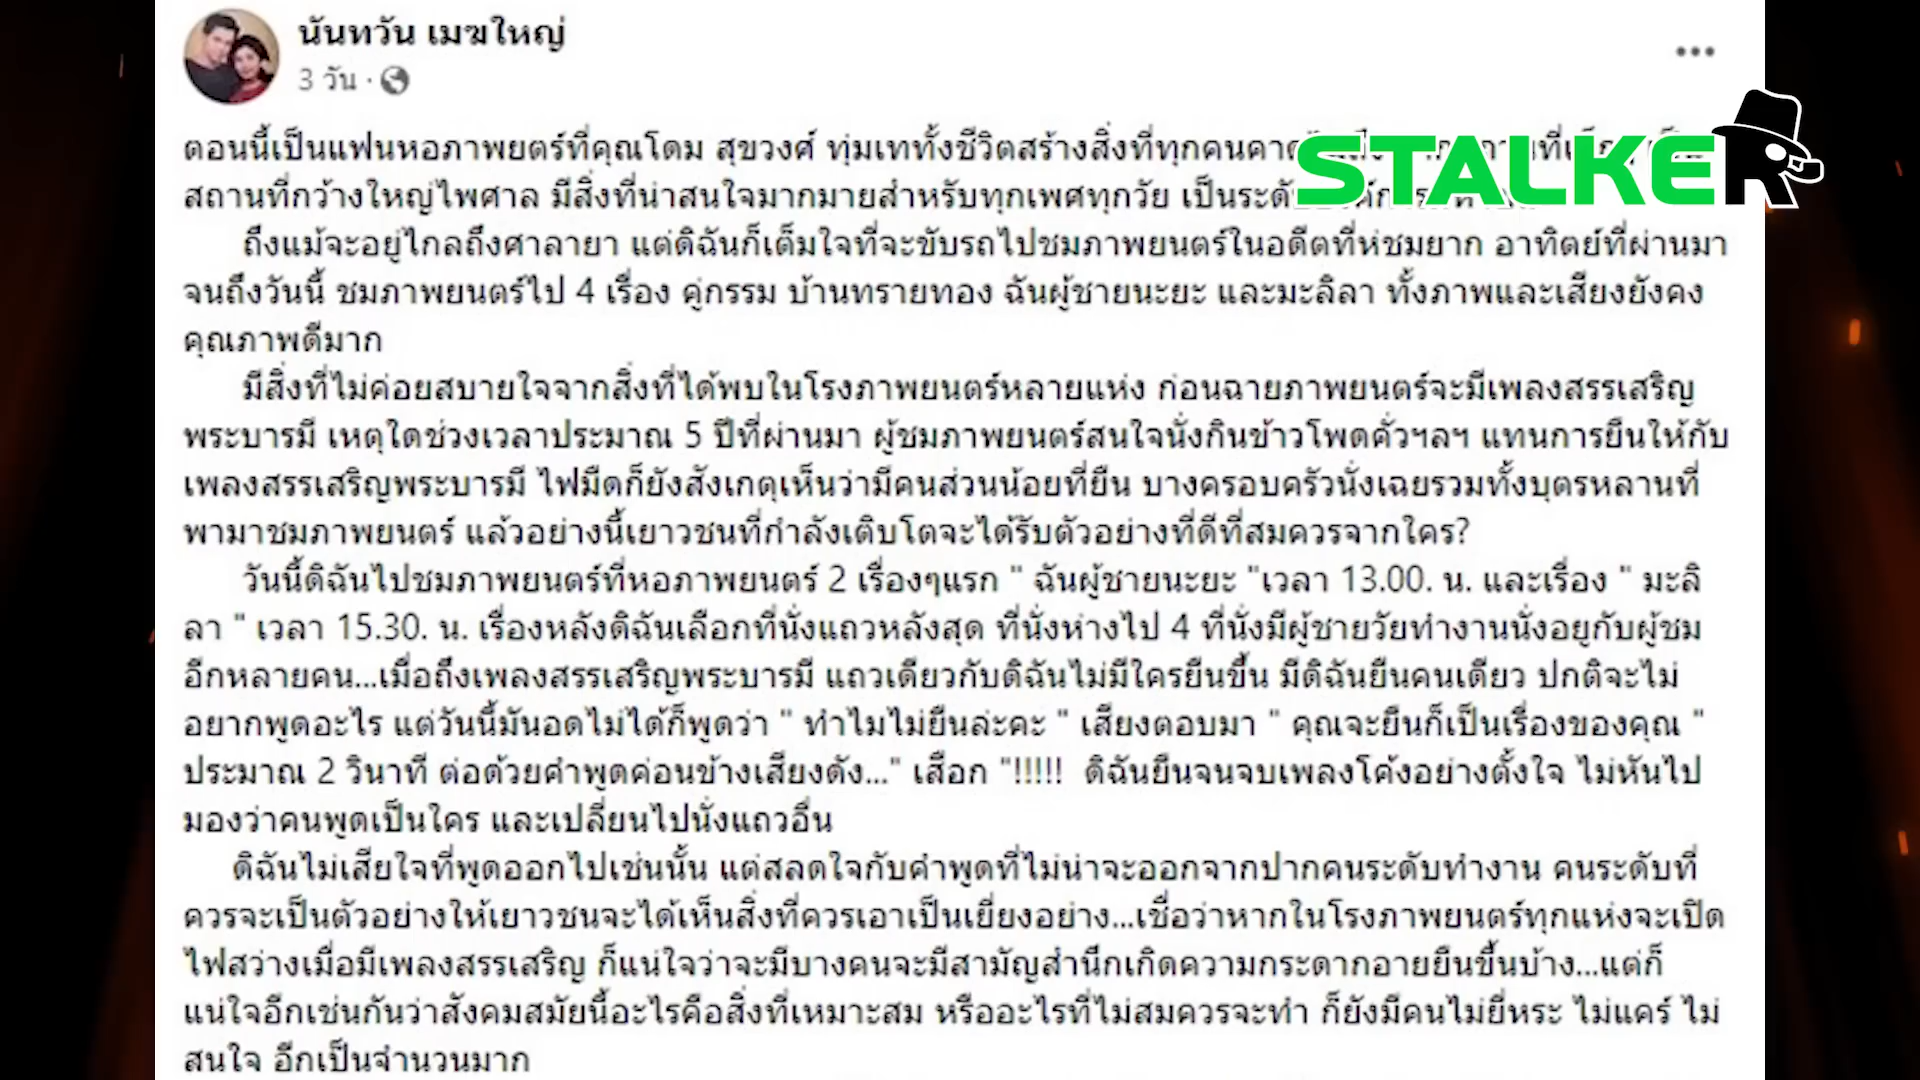 นันทวัน เมฆใหญ่
3 วัน ·
STALKER
ตอนนี้เป็นแฟนหอภาพยตร์ที่คุณโดม สุขวงศ์ ทุ่มเททั้งชีวิตสร้างสิ่งที่ทุกคน
สถานที่กว้างใหญ่ไพศาล มีสิ่งที่น่าสนใจมากมายสำหรับทุกเพศทุกวัย
ถึงแม้จะอยู่ไกลถึงศาลายา แต่ดิฉันก็เต็มใจที่จะขับรถไปชมภาพยนตร์ในอดีตที่ห่ชมยาก อาทิตย์ที่ผ่านมา
จนถึงวันนี้ ชมภาพยนตร์ไป 4 เรื่อง คู่กรรม บ้านทรายทอง ฉันผู้ชายนะยะ และมะลิลา ทั้งภาพและเสียงยังคง
คุณภาพดีมาก
มีสิ่งที่ไม่ค่อยสบายใจจากสิ่งที่ได้พบในโรงภาพยนตร์หลายแห่ง ก่อนฉายภาพยนตร์จะมีเพลงสรรเสริญ
พระบารมี เหตุใดช่วงเวลาประมาณ 5 ปีที่ผ่านมา ผู้ชมภาพยนตร์สนใจนั่งกินข้าวโพดคั่วฯลฯ แทนการยืนให้กับ
เพลงสรรเสริญพระบารมี ไฟมืดก็ยังสังเกตุเห็นว่ามีคนส่วนน้อยที่ยืน บางครอบครัวนั่งเฉยรวมทั้งบุตรหลานที่
พามาชมภาพยนตร์ แล้วอย่างนี้เยาวชนที่กำลังเติบโตจะได้รับตัวอย่างที่ดีที่สมควรจากใคร?
วันนี้ดิฉันไปชมภาพยนตร์ที่หอภาพยนตร์ 2 เรื่องๆแรก " ฉันผู้ชายนะยะ "เวลา 13.00. น. และเรื่อง " มะลิ
ลา " เวลา 15.30. น. เรื่องหลังดิฉันเลือกที่นั่งแถวหลังสุด ที่นั่งห่างไป 4 ที่นั่งมีผู้ชายวัยทำงานนั่งอยูกับผู้ชม
อีกหลายคน...เมื่อถึงเพลงสรรเสริญพระบารมี แถวเดียวกับดิฉันไม่มีใครยืนขึ้น มีดิฉันยืนคนเดียว ปกติจะไม่
อยากพูดอะไร แต่วันนี้มันอดไม่ได้ก็พูดว่า " ทำไมไม่ยืนล่ะคะ " เสียงตอบมา " คุณจะยืนก็เป็นเรื่องของคุณ "
ประมาณ 2 วินาที ต่อด้วยคำพูดค่อนข้างเสียงดัง..." เสือก "!!!!! ดิฉันยืนจนจบเพลงโค้งอย่างตั้งใจ ไม่หันไป
มองว่าคนพูดเป็นใคร และเปลี่ยนไปนั่งแถวอื่น
ดิฉันไม่เสียใจที่พูดออกไปเช่นนั้น แต่สลดใจกับคำพูดที่ไม่น่าจะออกจากปากคนระดับทำงาน คนระดับที่
ควรจะเป็นตัวอย่างให้เยาวชนจะได้เห็นสิ่งที่ควรเอาเป็นเยี่ยงอย่าง...เชื่อว่าหากในโรงภาพยนตร์ทุกแห่งจะเปิด
ไฟสว่างเมื่อมีเพลงสรรเสริญ ก็แน่ใจว่าจะมีบางคนจะมีสามัญสำนึกเกิดความกระดากอายยืนขึ้นบ้าง...แต่ก็
แน่ใจอีกเช่นกันว่าสังคมสมัยนี้อะไรคือสิ่งที่เหมาะสม หรืออะไรที่ไม่สมควรจะทำ ก็ยังมีคนไม่ยี่หระ ไม่แคร์ ไม่
สนใจ อีกเป็นจำนวนมาก